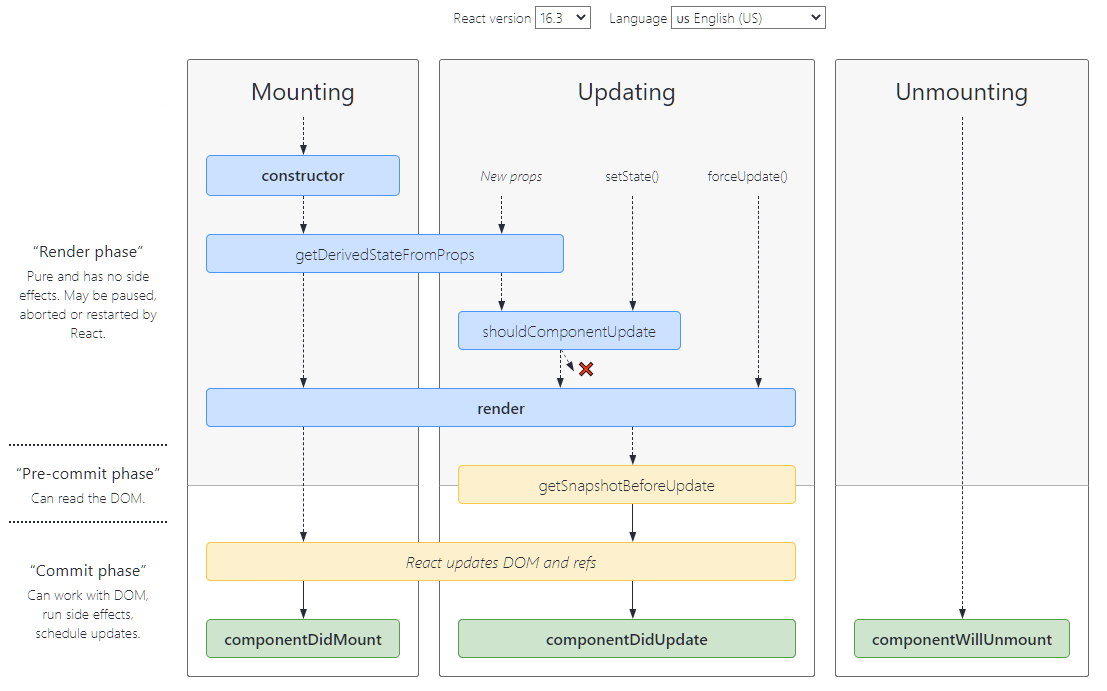 React version 16.3 Language us English (US)
Mounting
Updating
Unmounting
constructor
New props
setState()
forceUpdate()
“Render phase”
Pure and has no side
effects. May be paused,
aborted or restarted by
React.
getDerivedStateFromProps
shouldComponentUpdate
render
“Pre-commit phase”
Can read the DOM.
getSnapshotBeforeUpdate
“Commit phase”
Can work with DOM,
run side effects,
schedule updates.
React updates DOM and refs
componentDidMount
componentDidUpdate
componentWillUnmount